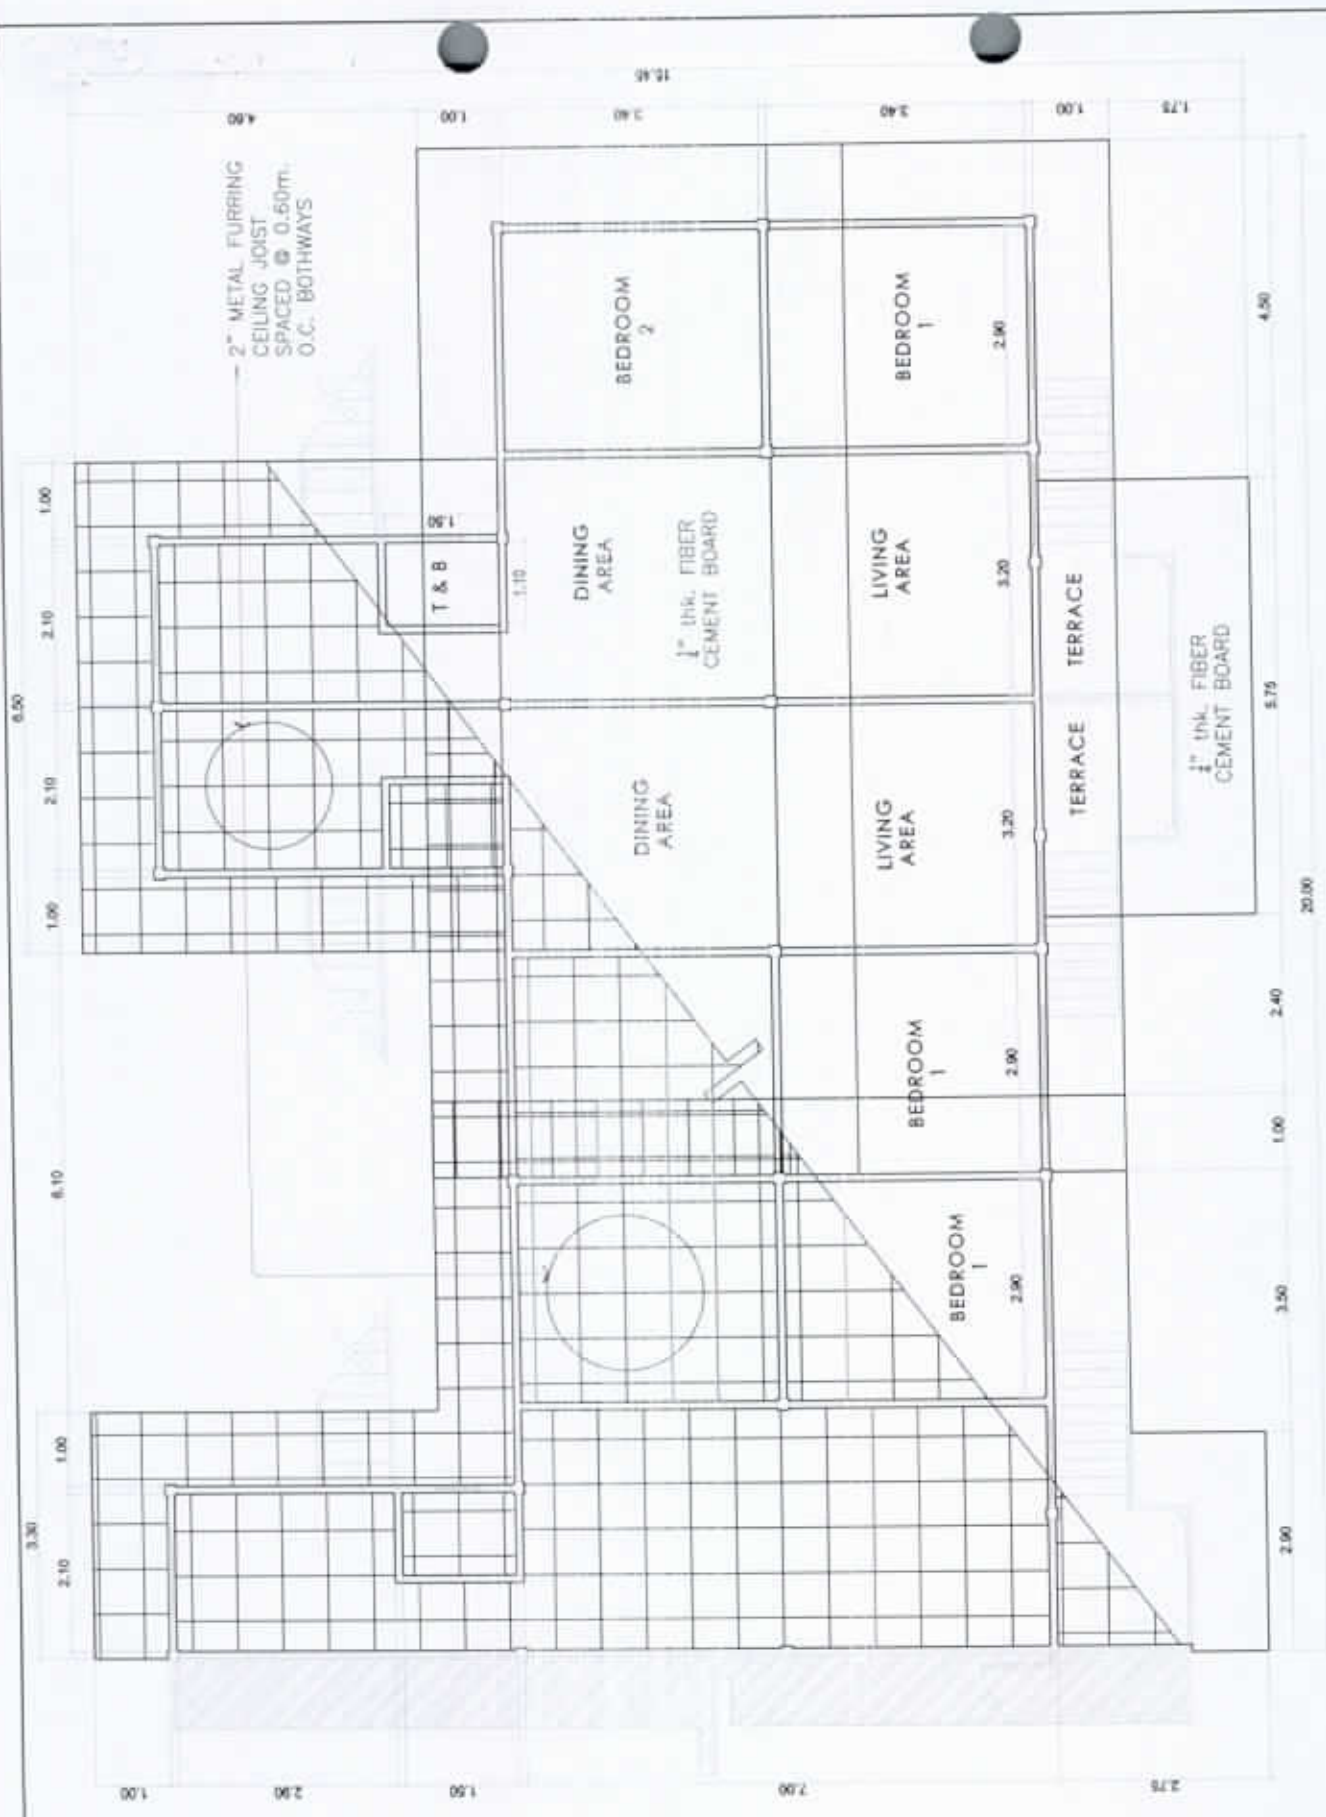 15.45
4.60
1.00
3.40
3.40
1.00
1.75
2" METAL FURRING
CEILING JOIST
SPACED @ 0.60m.
O.C. BOTHWAYS
BEDROOM
2
BEDROOM
1
2.90
4.50
1.00
2.10
2.10
1.00
6.50
1.50
T & B
1.10
DINING
AREA
thk. FIBER
CEMENT BOARD
LIVING
AREA
3.20
TERRACE
TERRACE
thk. FIBER
CEMENT BOARD
5.75
20.00
DINING
AREA
LIVING
AREA
3.20
2.40
BEDROOM
1
2.90
1.00
6.10
BEDROOM
1
2.90
3.50
1.00
2.10
3.30
2.90
1.00
2.90
1.50
7.00
2.75